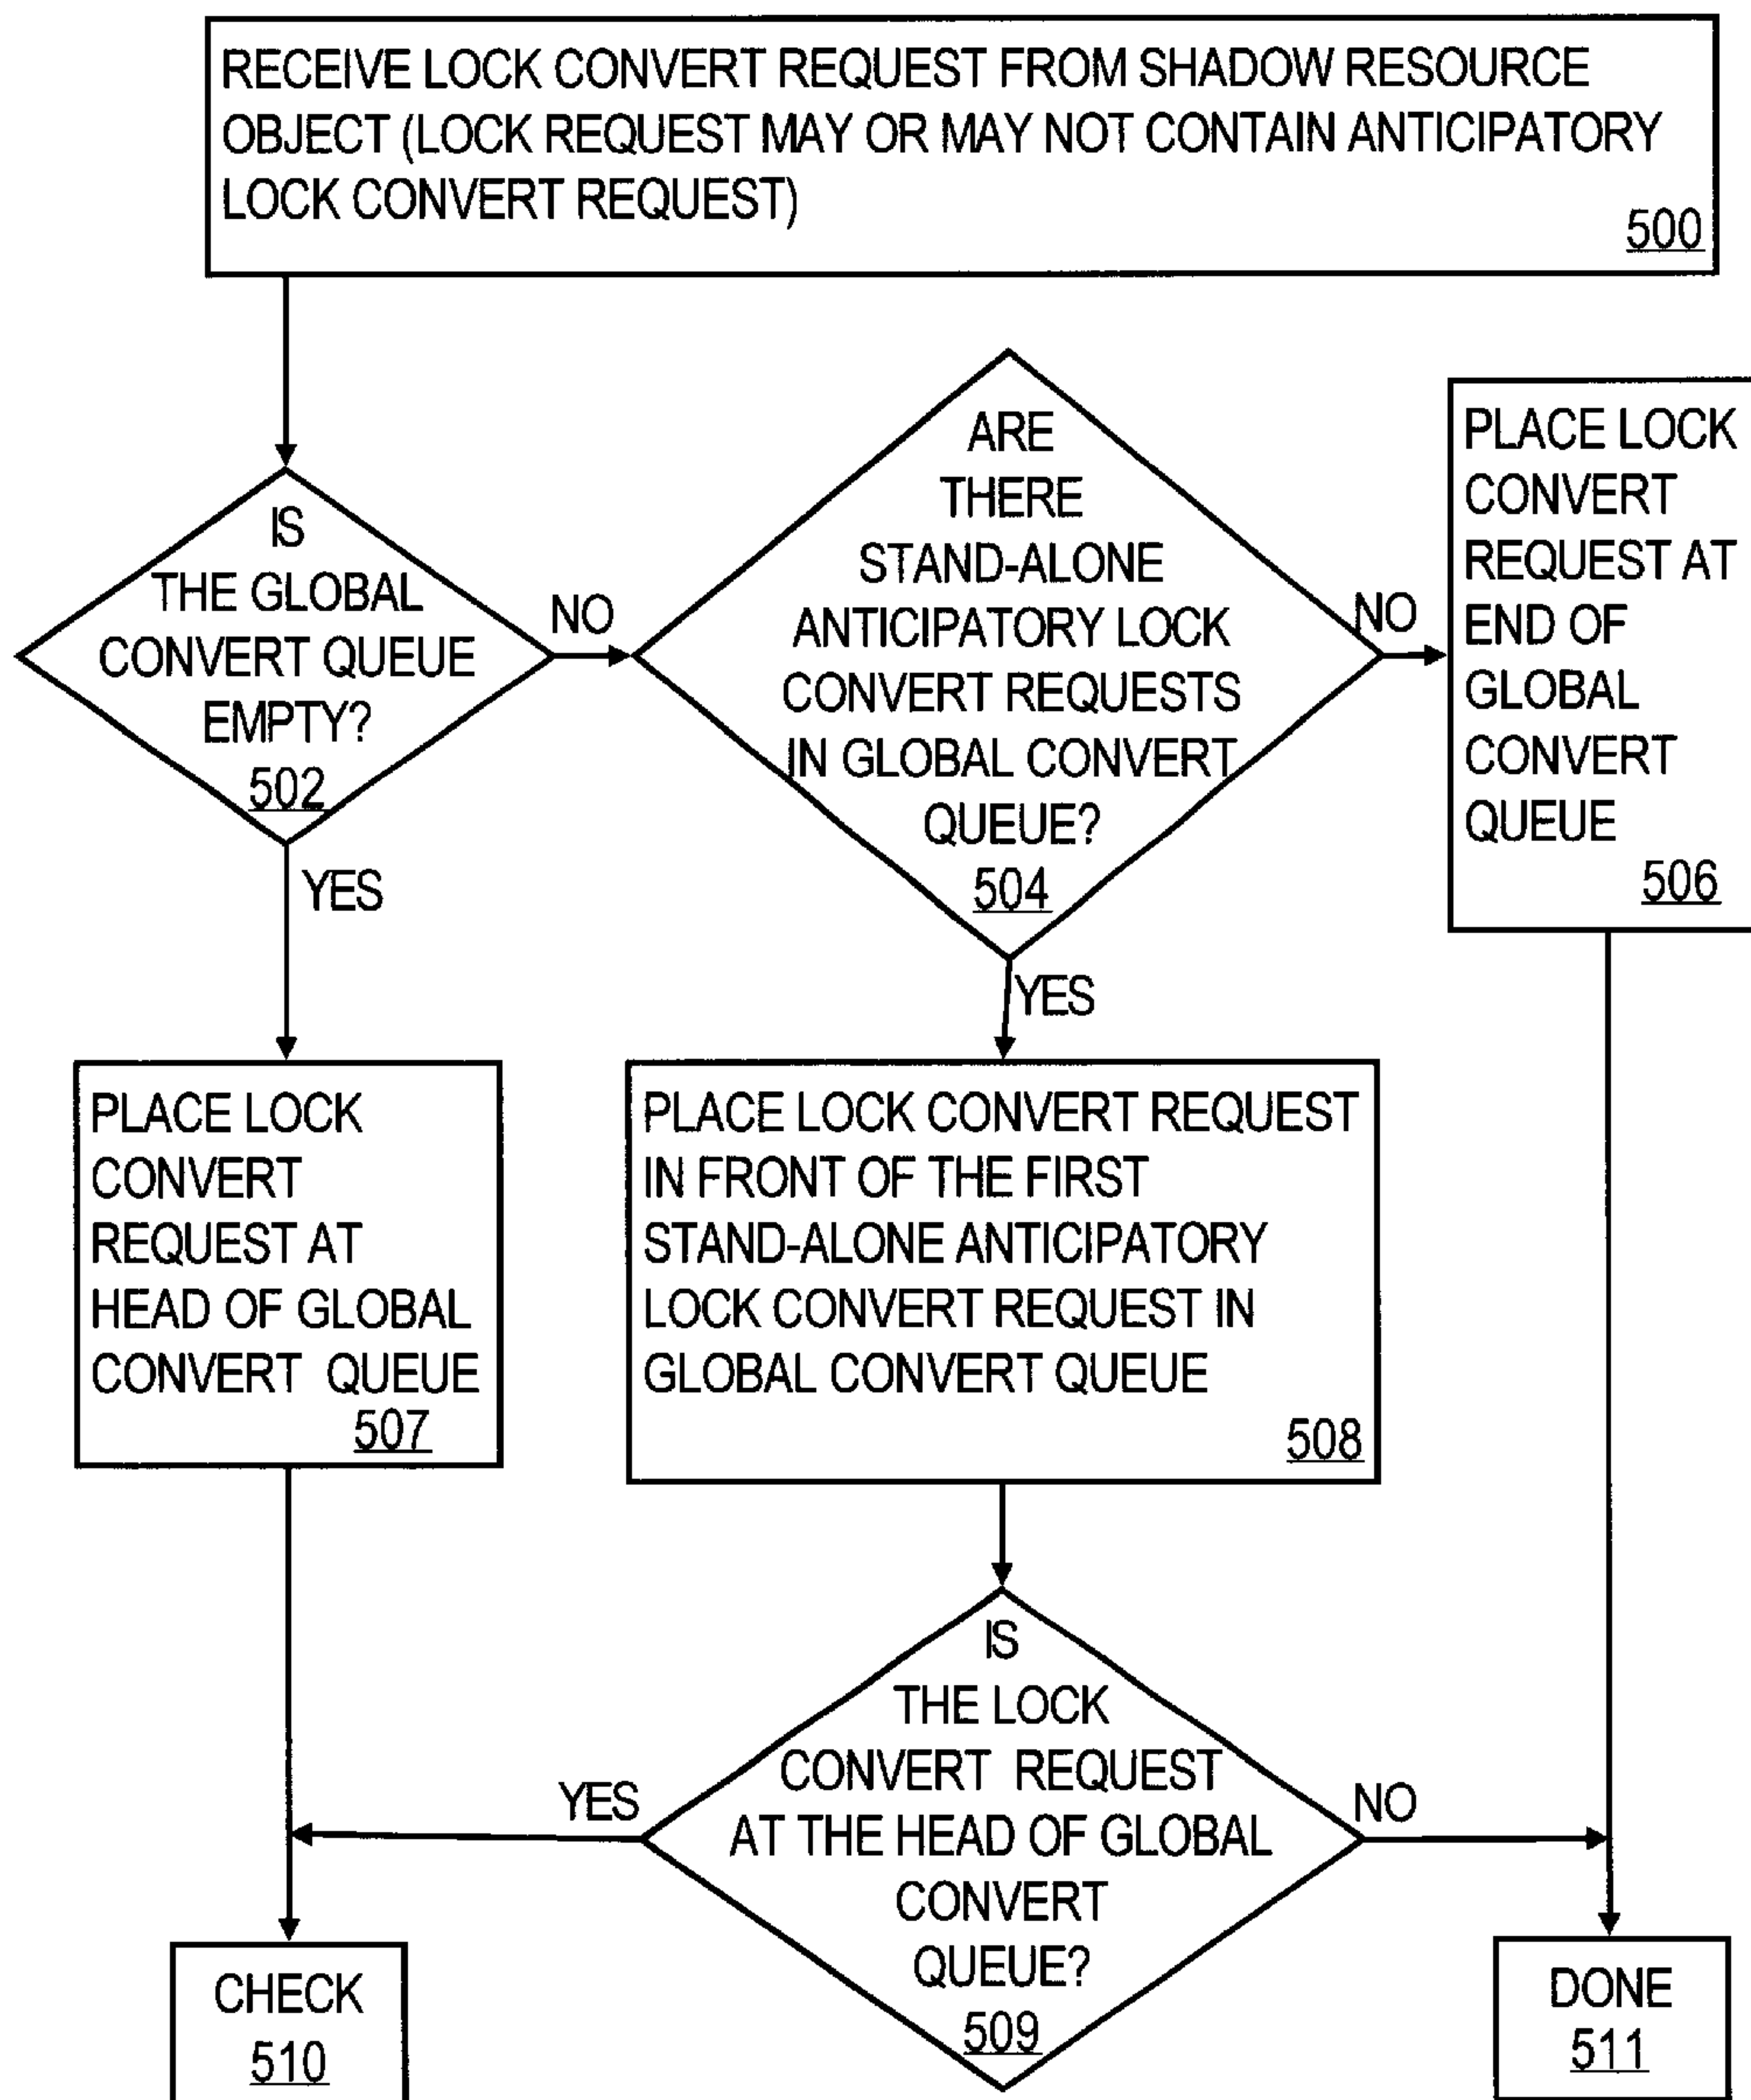 RECEIVE LOCK CONVERT REQUEST FROM SHADOW RESOURCE
OBJECT (LOCK REQUEST MAY OR MAY NOT CONTAIN ANTICIPATORY
LOCK CONVERT REQUEST)
500
IS
THE GLOBAL
CONVERT QUEUE
EMPTY?
502
NO
YES
ARE
THERE
STAND-ALONE
ANTICIPATORY LOCK
CONVERT REQUESTS
IN GLOBAL CONVERT
QUEUE?
504
NO
YES
PLACE LOCK
CONVERT
REQUEST AT
END OF
GLOBAL
CONVERT
QUEUE
506
PLACE LOCK
CONVERT
REQUEST AT
HEAD OF GLOBAL
CONVERT QUEUE
507
PLACE LOCK CONVERT REQUEST
IN FRONT OF THE FIRST
STAND-ALONE ANTICIPATORY
LOCK CONVERT REQUEST IN
GLOBAL CONVERT QUEUE
508
IS
THE LOCK
CONVERT REQUEST
AT THE HEAD OF GLOBAL
CONVERT
QUEUE?
509
YES
NO
CHECK
510
DONE
511